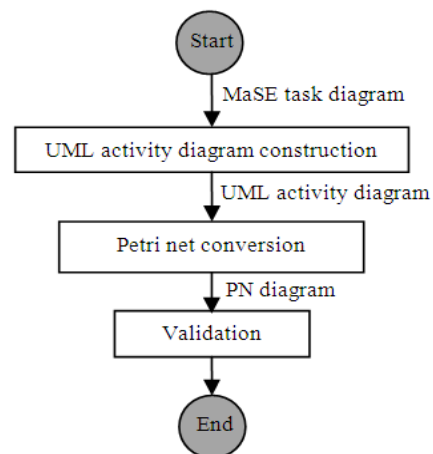 Start
MaSE task diagram
UML activity diagram construction
UML activity diagram
Petri net conversion
PN diagram
Validation
End